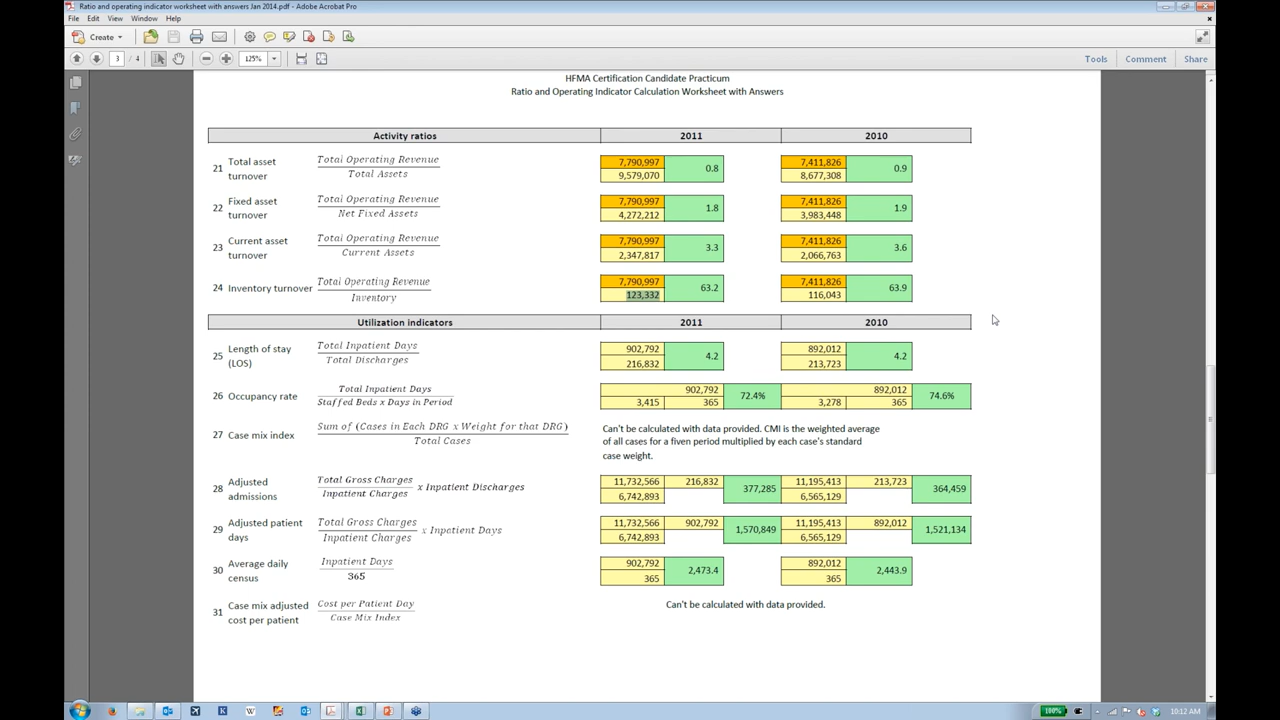 Ratio and operating indicator worksheet with answers Jan 2014.pdf - Adobe Acrobat Pro
File Edit View Window Help
Create
3 / 4 125% Tools Comment Share
HFMA Certification Candidate Practicum
Ratio and Operating Indicator Calculation Worksheet with Answers
Activity ratios 2011 2010
21 Total asset turnover Total Operating Revenue / Total Assets 7,790,997 9,579,070 0.8 7,411,826 8,677,308 0.9
22 Fixed asset turnover Total Operating Revenue / Net Fixed Assets 7,790,997 4,272,212 1.8 7,411,826 3,983,448 1.9
23 Current asset turnover Total Operating Revenue / Current Assets 7,790,997 2,347,817 3.3 7,411,826 2,066,763 3.6
24 Inventory turnover Total Operating Revenue / Inventory 7,790,997 123,332 63.2 7,411,826 116,043 63.9
Utilization indicators 2011 2010
25 Length of stay (LOS) Total Inpatient Days / Total Discharges 902,792 216,832 4.2 892,012 213,723 4.2
26 Occupancy rate Total Inpatient Days / Staffed Beds x Days in Period 902,792 3,415 365 72.4% 892,012 3,278 365 74.6%
27 Case mix index Sum of (Cases in Each DRG x Weight for that DRG) / Total Cases
Can't be calculated with data provided. CMI is the weighted average
of all cases for a fiven period multiplied by each case's standard
case weight.
28 Adjusted admissions Total Gross Charges / Inpatient Charges x Inpatient Discharges 11,732,566 216,832 6,742,893 377,285 11,195,413 213,723 6,565,129 364,459
29 Adjusted patient days Total Gross Charges / Inpatient Charges x Inpatient Days 11,732,566 902,792 6,742,893 1,570,849 11,195,413 892,012 6,565,129 1,521,134
30 Average daily census Inpatient Days / 365 902,792 365 2,473.4 892,012 365 2,443.9
31 Case mix adjusted cost per patient Cost per Patient Day / Case Mix Index Can't be calculated with data provided.
100% 10:12 AM